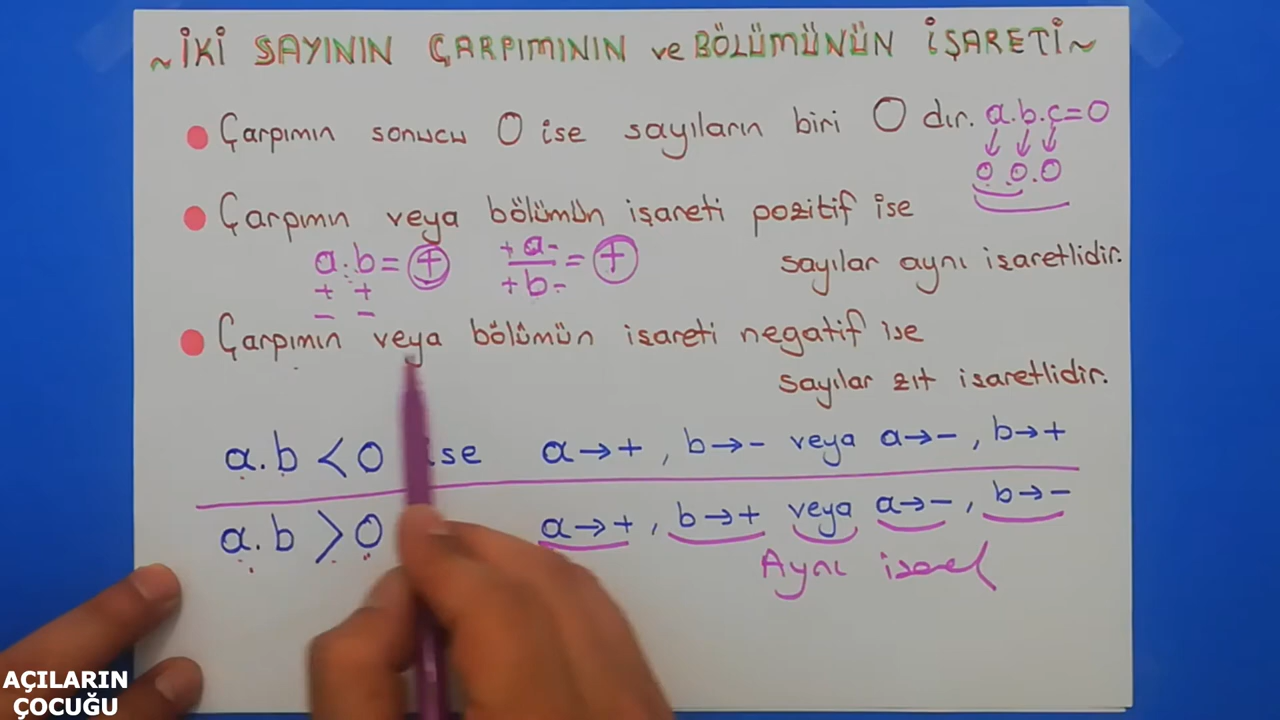 ~İKİ SAYININ ÇARPIMININ ve BÖLÜMÜNÜN İŞARETİ~
Çarpımın sonucu 0 ise sayıların biri 0 dır. a.b.c=0
0.0.0
Çarpımın veya bölümün işareti pozitif ise
sayılar aynı işaretlidir.
a.b=+ +a-/+b- = +
+ +
- -
Çarpımın veya bölümün işareti negatif ise
sayılar zıt işaretlidir.
a.b<0 ise a→+, b→- veya a→-, b→+
a.b>0 a→+, b→+ veya a→-, b→-
Aynı
AÇILARIN
ÇOCUĞU